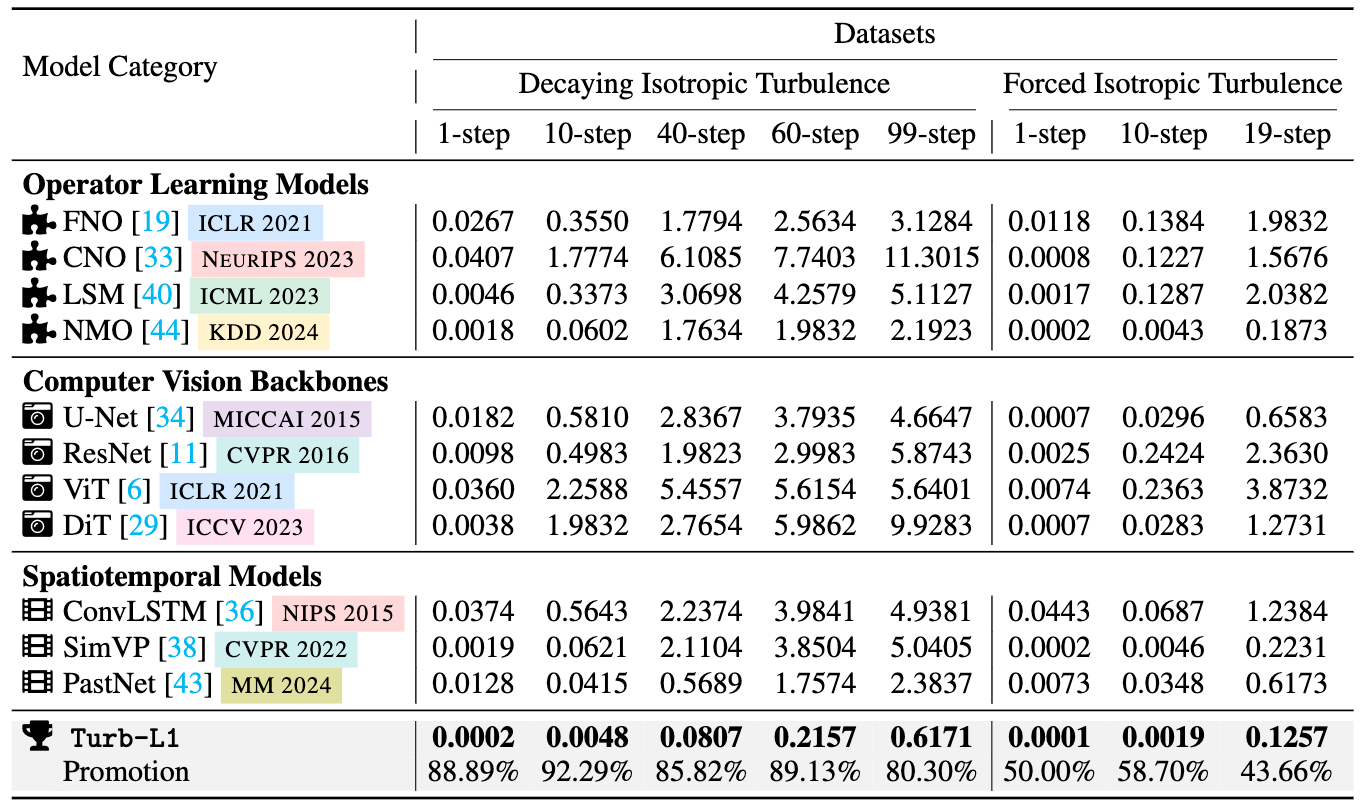 Datasets
Model Category
Decaying Isotropic Turbulence Forced Isotropic Turbulence
1-step 10-step 40-step 60-step 99-step 1-step 10-step 19-step
Operator Learning Models
FNO [19] ICLR 2021 0.0267 0.3550 1.7794 2.5634 3.1284 0.0118 0.1384 1.9832
CNO [33] NEURIPS 2023 0.0407 1.7774 6.1085 7.7403 11.3015 0.0008 0.1227 1.5676
LSM [40] ICML 2023 0.0046 0.3373 3.0698 4.2579 5.1127 0.0017 0.1287 2.0382
NMO [44] KDD 2024 0.0018 0.0602 1.7634 1.9832 2.1923 0.0002 0.0043 0.1873
Computer Vision Backbones
U-Net [34] MICCAI 2015 0.0182 0.5810 2.8367 3.7935 4.6647 0.0007 0.0296 0.6583
ResNet [11] CVPR 2016 0.0098 0.4983 1.9823 2.9983 5.8743 0.0025 0.2424 2.3630
ViT [6] ICLR 2021 0.0360 2.2588 5.4557 5.6154 5.6401 0.0074 0.2363 3.8732
DiT [29] ICCV 2023 0.0038 1.9832 2.7654 5.9862 9.9283 0.0007 0.0283 1.2731
Spatiotemporal Models
ConvLSTM [36] NIPS 2015 0.0374 0.5643 2.2374 3.9841 4.9381 0.0443 0.0687 1.2384
SimVP [38] CVPR 2022 0.0019 0.0621 2.1104 3.8504 5.0405 0.0002 0.0046 0.2231
PastNet [43] MM 2024 0.0128 0.0415 0.5689 1.7574 2.3837 0.0073 0.0348 0.6173
Turb-L1 0.0002 0.0048 0.0807 0.2157 0.6171 0.0001 0.0019 0.1257
Promotion 88.89% 92.29% 85.82% 89.13% 80.30% 50.00% 58.70% 43.66%